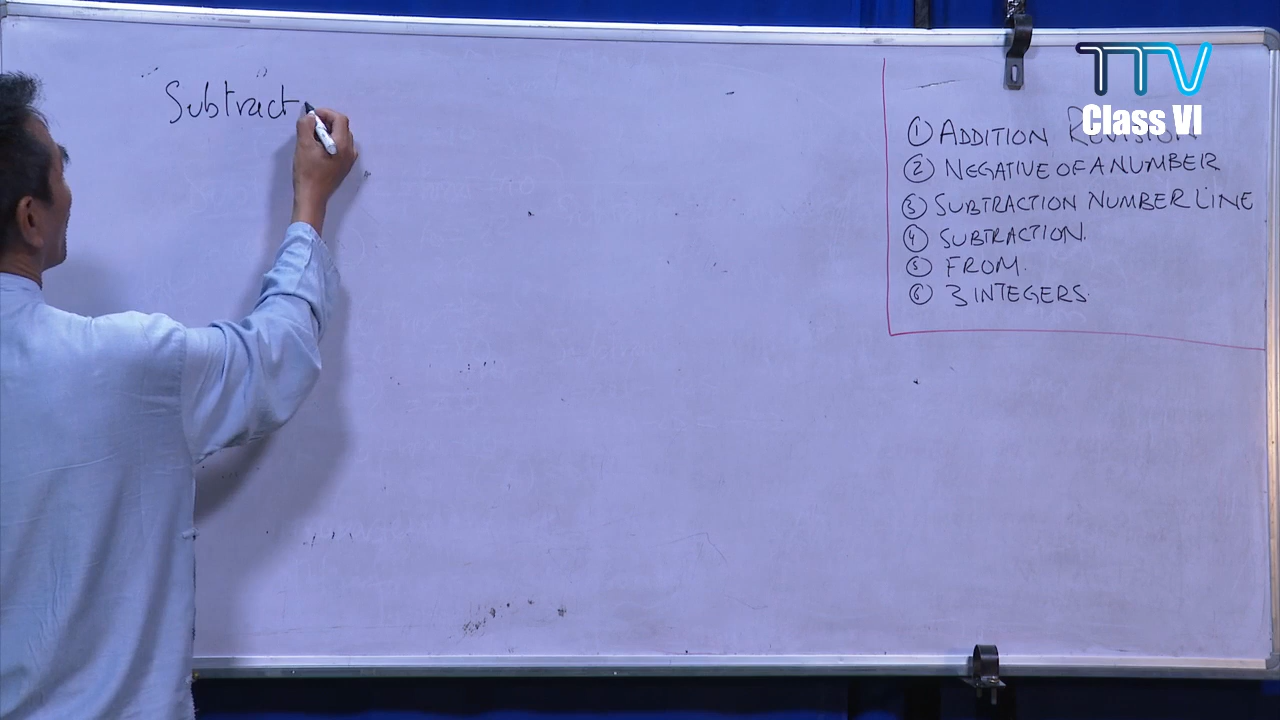 Subtract
TTV
Class VI
① ADDITION REVISION
② NEGATIVE OF A NUMBER
③ SUBTRACTION NUMBER LINE
④ SUBTRACTION.
⑤ FROM.
⑥ 3 INTEGERS.